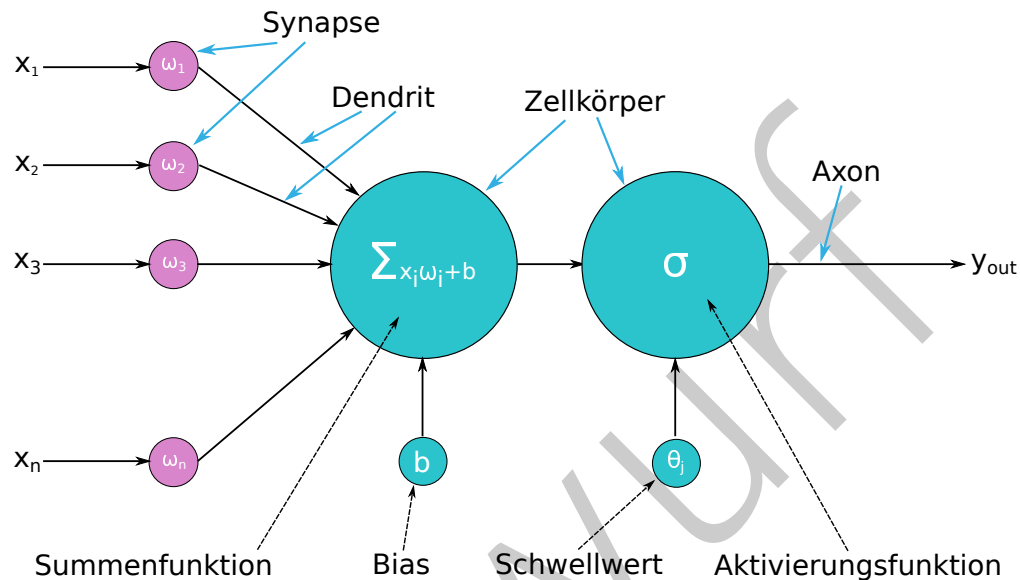 Synapse
x1
ω1
Dendrit
Zellkörper
x2
ω2
Axon
x3
ω3
Σxiωi+b
σ
yout
xn
ωn
b
θj
Summenfunktion
Bias
Schwellwert
Aktivierungsfunktion
wurf